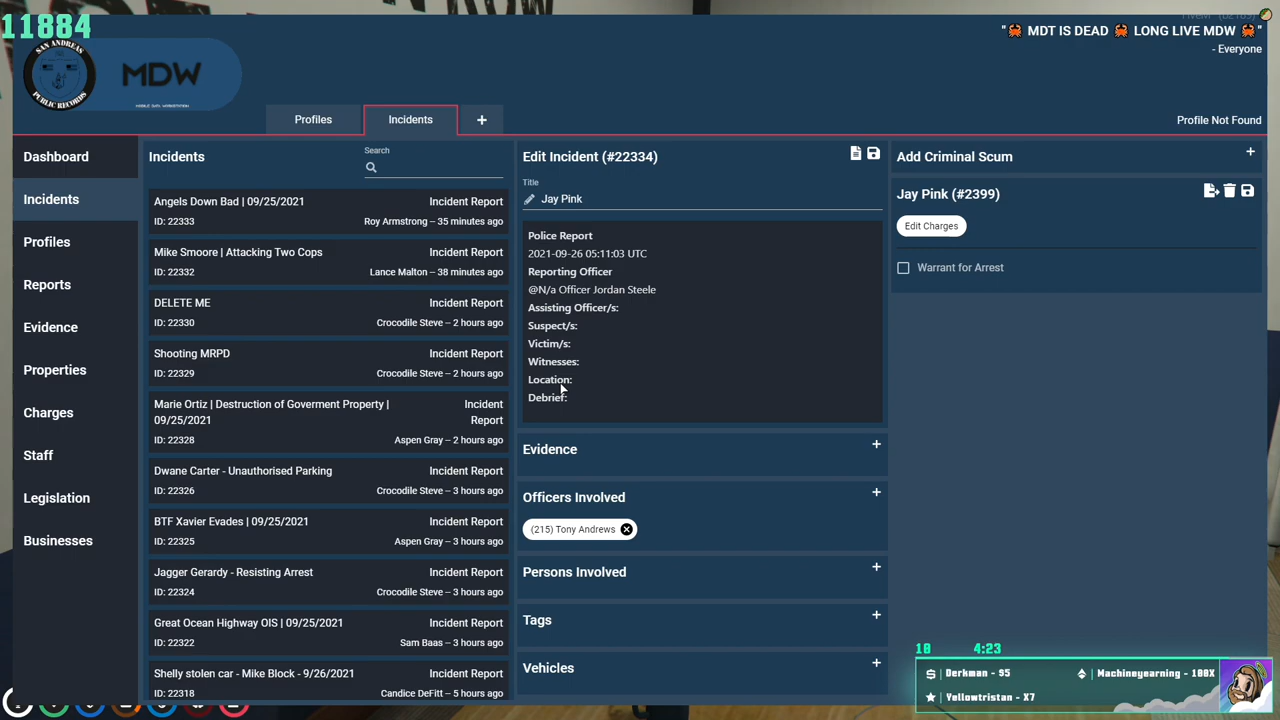 11884
" 🦀 MDT IS DEAD 🦀 LONG LIVE MDW 🦀 "
- Everyone
SAN ANDREAS
PUBLIC RECORDS
MDW
MOBILE DATA WORKSTATION
Profiles
Incidents
+
Profile Not Found
Dashboard
Incidents
Profiles
Reports
Evidence
Properties
Charges
Staff
Legislation
Businesses
Incidents
Search
Angels Down Bad | 09/25/2021 Incident Report
ID: 22333 Roy Armstrong – 35 minutes ago
Mike Smoore | Attacking Two Cops Incident Report
ID: 22332 Lance Malton – 38 minutes ago
DELETE ME Incident Report
ID: 22330 Crocodile Steve – 2 hours ago
Shooting MRPD Incident Report
ID: 22329 Crocodile Steve – 2 hours ago
Marie Ortiz | Destruction of Goverment Property | Incident
09/25/2021 Report
ID: 22328 Aspen Gray – 2 hours ago
Dwane Carter - Unauthorised Parking Incident Report
ID: 22326 Crocodile Steve – 3 hours ago
BTF Xavier Evades | 09/25/2021 Incident Report
ID: 22325 Aspen Gray – 3 hours ago
Jagger Gerardy - Resisting Arrest Incident Report
ID: 22324 Crocodile Steve – 3 hours ago
Great Ocean Highway OIS | 09/25/2021 Incident Report
ID: 22322 Sam Baas – 3 hours ago
Shelly stolen car - Mike Block - 9/26/2021 Incident Report
ID: 22318 Candice DeFitt – 5 hours ago
Edit Incident (#22334)
Title
Jay Pink
Police Report
2021-09-26 05:11:03 UTC
Reporting Officer
@N/a Officer Jordan Steele
Assisting Officer/s:
Suspect/s:
Victim/s:
Witnesses:
Location:
Debrief:
Evidence +
Officers Involved +
(215) Tony Andrews
Persons Involved +
Tags +
Vehicles +
Add Criminal Scum +
Jay Pink (#2399)
Edit Charges
Warrant for Arrest
10 4:23
Derkman - $5 Machineyearning - 100X
Yellowtristan - X7